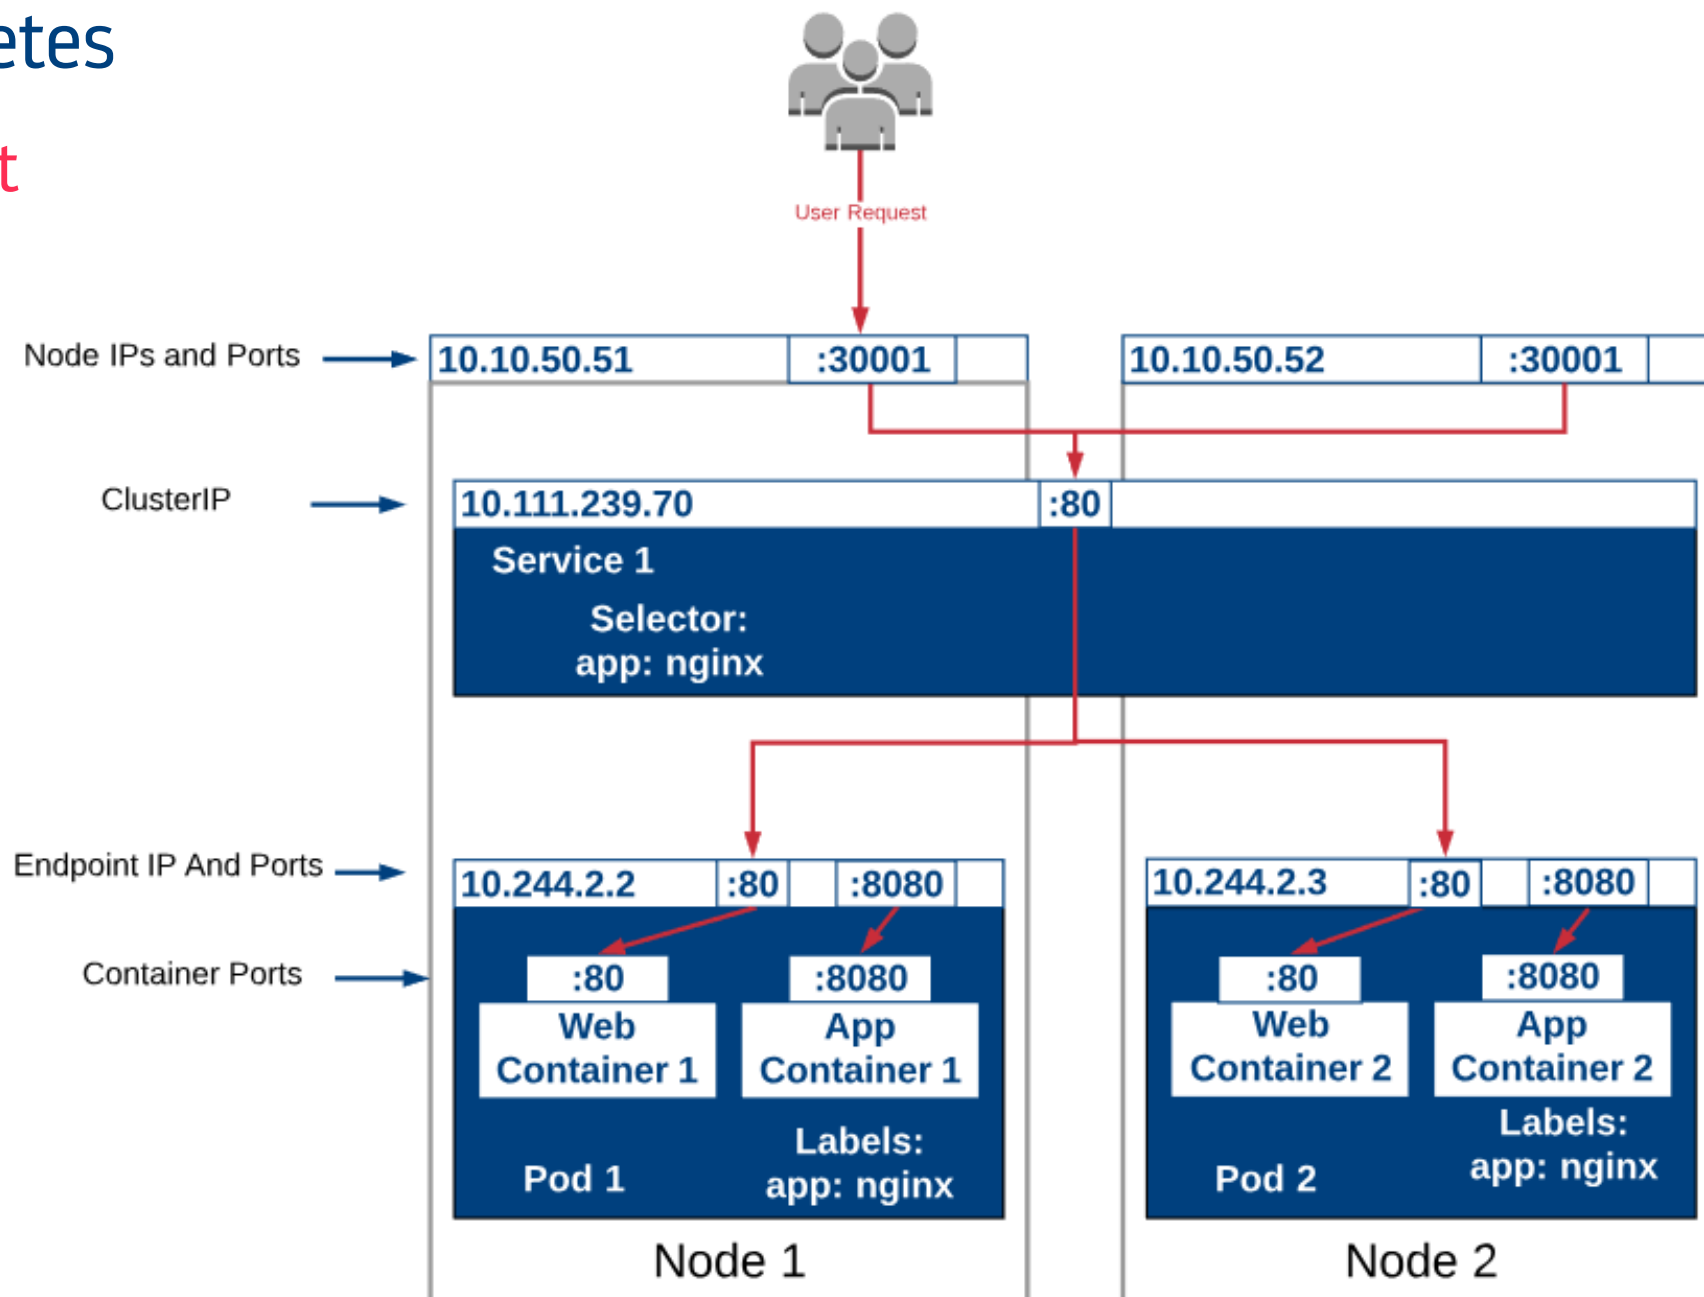 etes
t
User Request
Node IPs and Ports
10.10.50.51
:30001
10.10.50.52
:30001
ClusterIP
10.111.239.70
:80
Service 1
Selector:
app: nginx
Endpoint IP And Ports
10.244.2.2
:80
:8080
10.244.2.3
:80
:8080
Container Ports
:80
:8080
:80
:8080
Web
Container 1
App
Container 1
Web
Container 2
App
Container 2
Pod 1
Labels:
app: nginx
Pod 2
Labels:
app: nginx
Node 1
Node 2